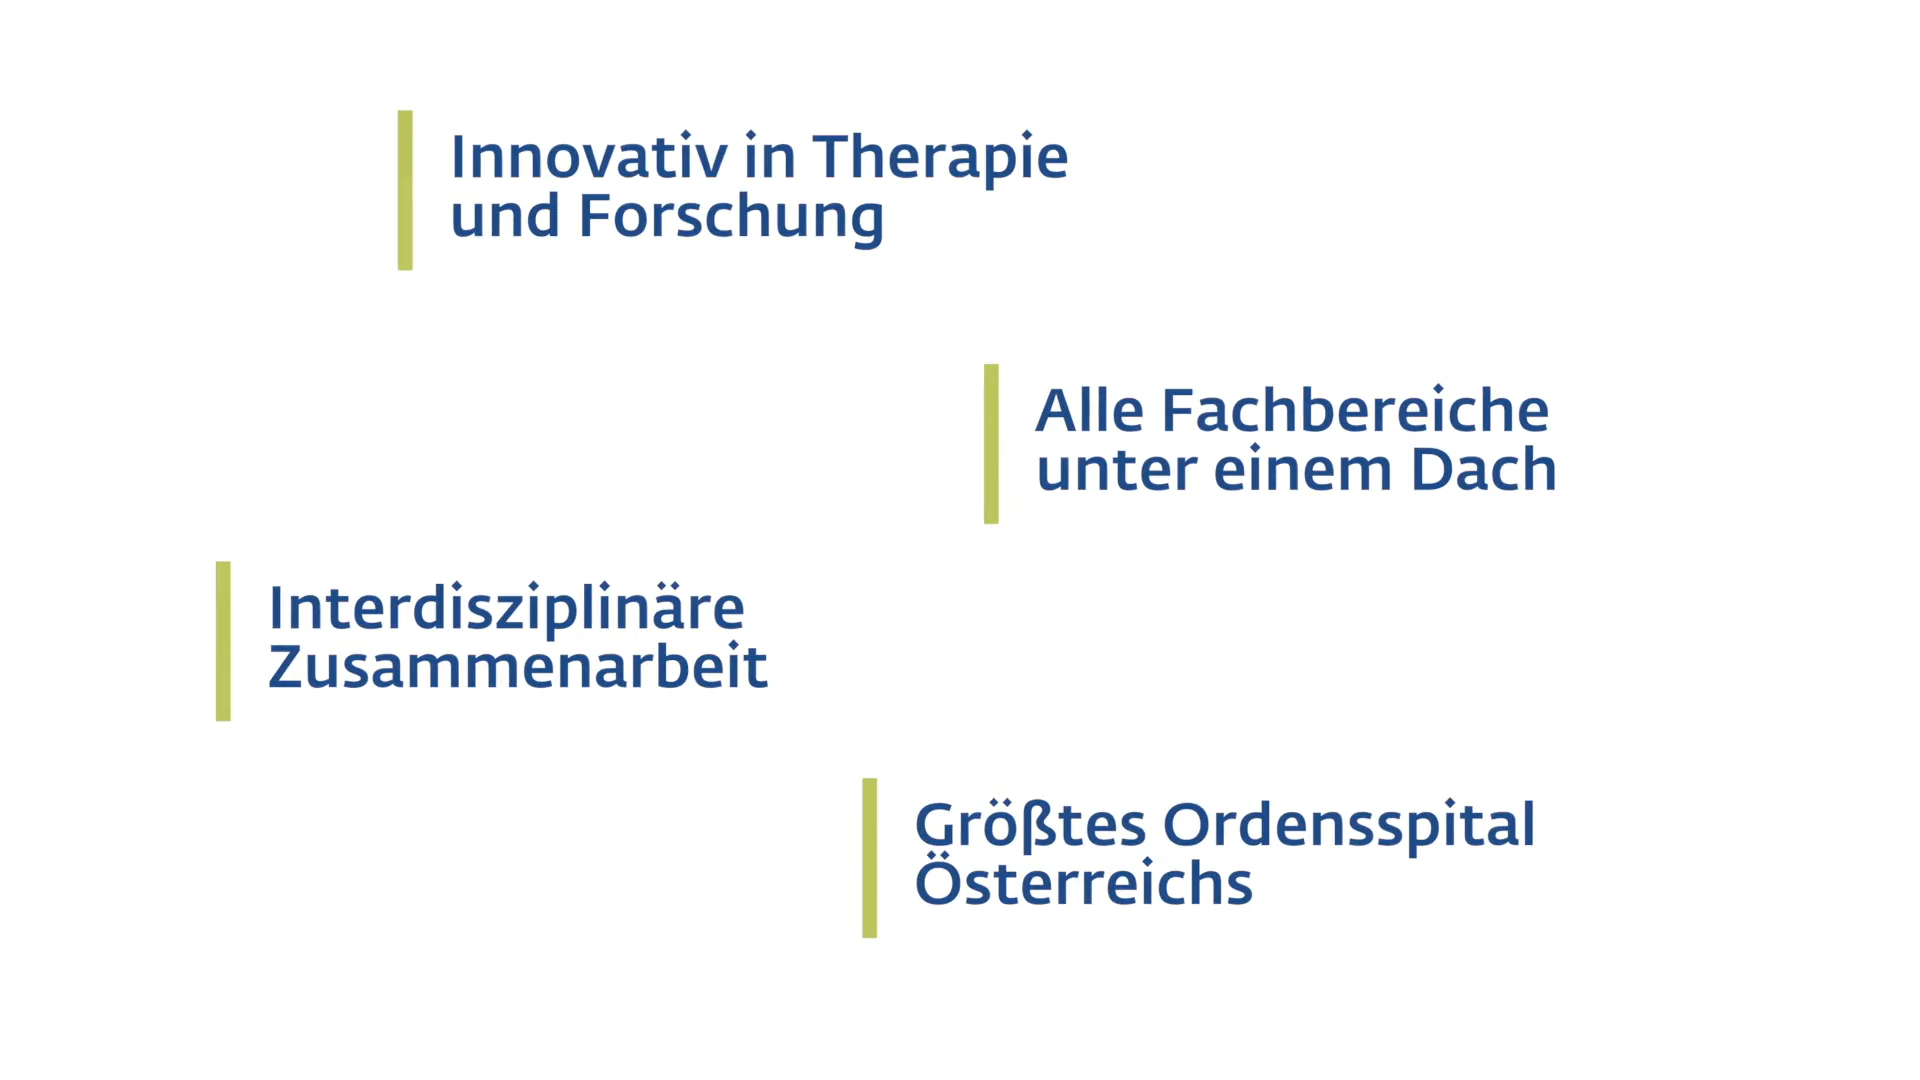 Innovativ in Therapie
und Forschung
Alle Fachbereiche
unter einem Dach
Interdisziplinäre
Zusammenarbeit
Größtes Ordensspital
Österreichs